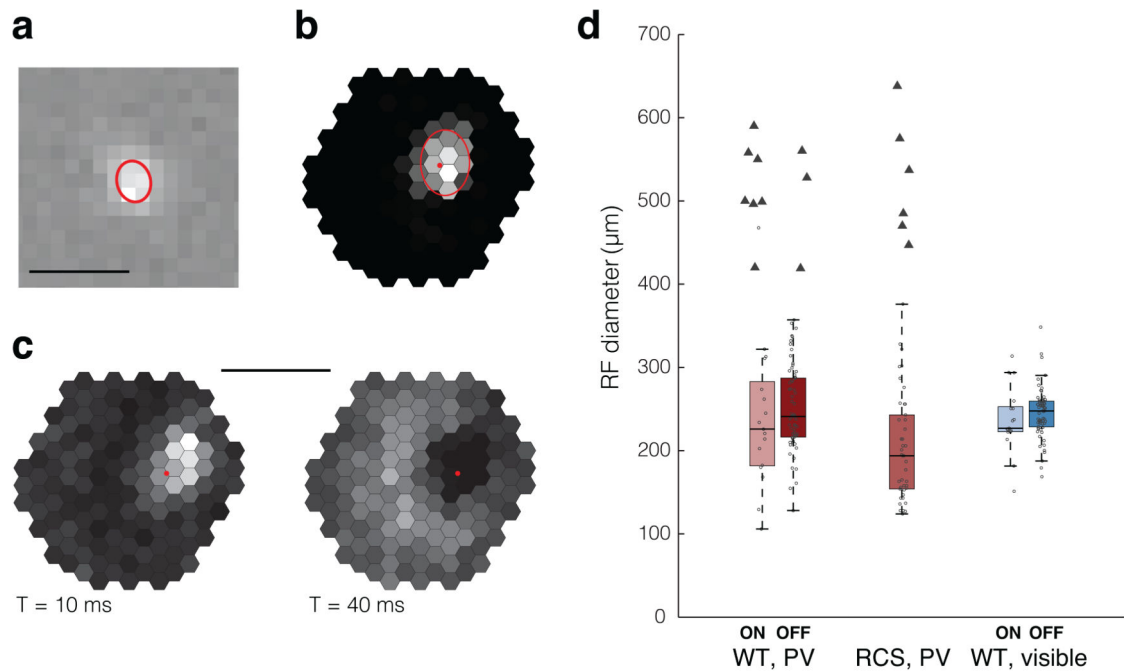 a
b
c
T = 10 ms
T = 40 ms
d
RF diameter (µm)
700
600
500
400
300
200
100
0
ON OFF
WT, PV
RCS, PV
ON OFF
WT, visible